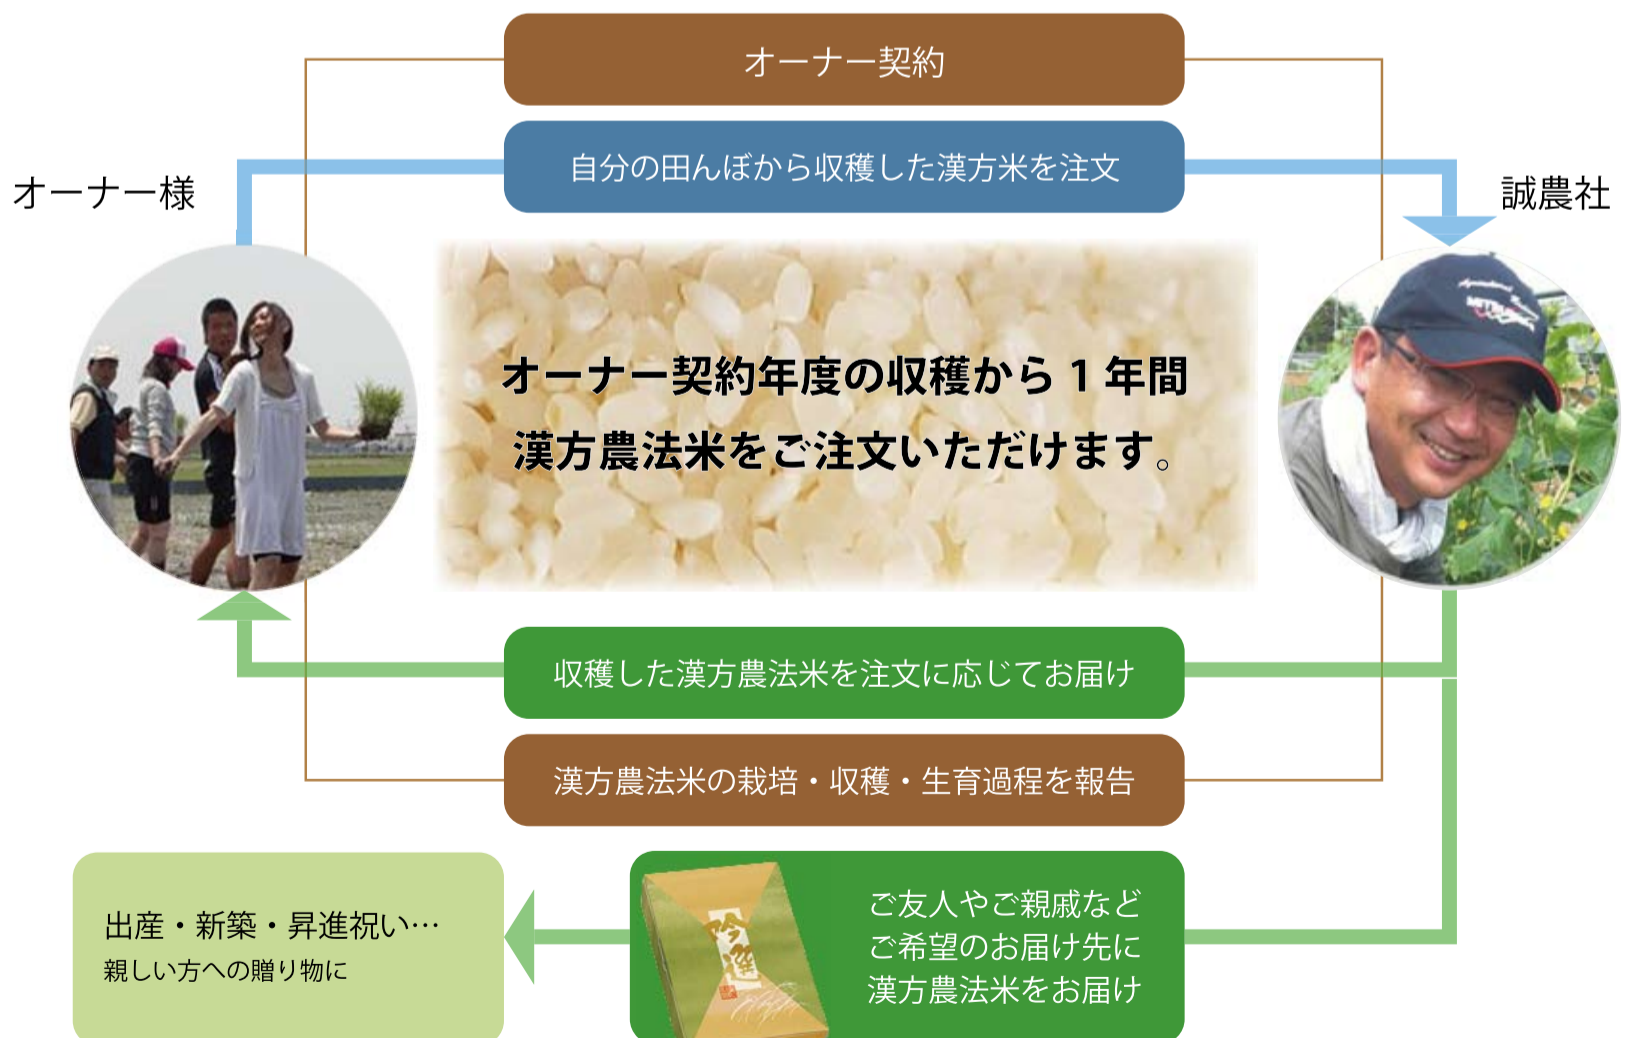 オーナー契約
自分の田んぼから収穫した漢方米を注文
オーナー様
誠農社
オーナー契約年度の収穫から1年間
漢方農法米をご注文いただけます。
収穫した漢方農法米を注文に応じてお届け
漢方農法米の栽培・収穫・生育過程を報告
出産・新築・昇進祝い…
親しい方への贈り物に
吟選
ご友人やご親戚など
ご希望のお届け先に
漢方農法米をお届け